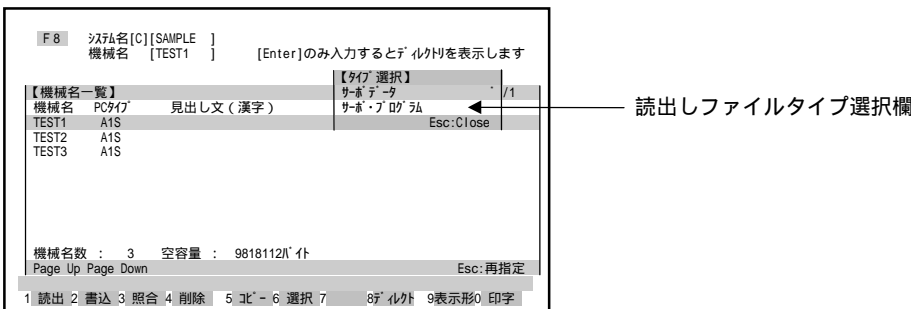 F8 ｼｽﾃﾑ名[C][SAMPLE ]
機械名 [TEST1 ] [Enter]のみ入力するとﾃﾞｨﾚｸﾄﾘを表示します
【ﾀｲﾌﾟ選択】
【機械名一覧】 ｻｰﾎﾞﾃﾞｰﾀ /1
機械名 PCﾀｲﾌﾟ 見出し文(漢字) ｻｰﾎﾞ･ﾌﾟﾛｸﾞﾗﾑ 読出しファイルタイプ選択欄
TEST1 A1S Esc:Close
TEST2 A1S
TEST3 A1S
機械名数 : 3 空容量 : 9818112ﾊﾞｲﾄ
Page Up Page Down Esc:再指定
1 読出 2 書込 3 照合 4 削除 5 ｺﾋﾟｰ 6 選択 7 8ﾃﾞｨﾚｸﾄ 9表示形0 印字